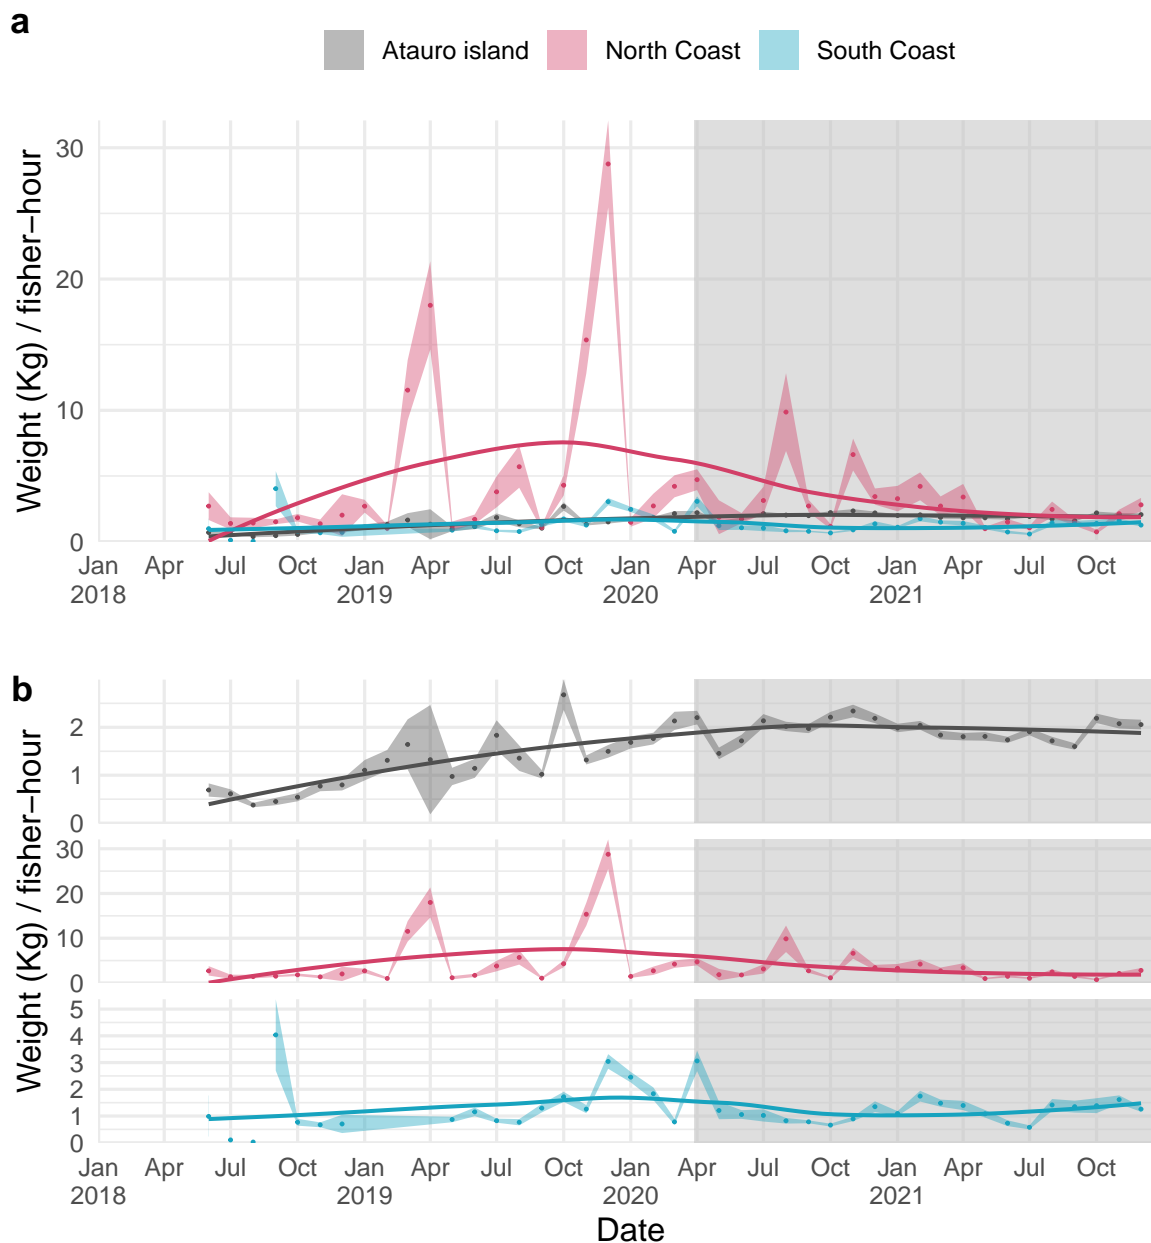 a
Atauro island North Coast South Coast
Weight (Kg) / fisher−hour
30
20
10
0
Jan Apr Jul Oct Jan Apr Jul Oct Jan Apr Jul Oct Jan Apr Jul Oct
2018 2019 2020 2021
b
Weight (Kg) / fisher−hour
2
1
0
30
20
10
0
5
4
3
2
1
0
Jan Apr Jul Oct Jan Apr Jul Oct Jan Apr Jul Oct Jan Apr Jul Oct
2018 2019 2020 2021
Date